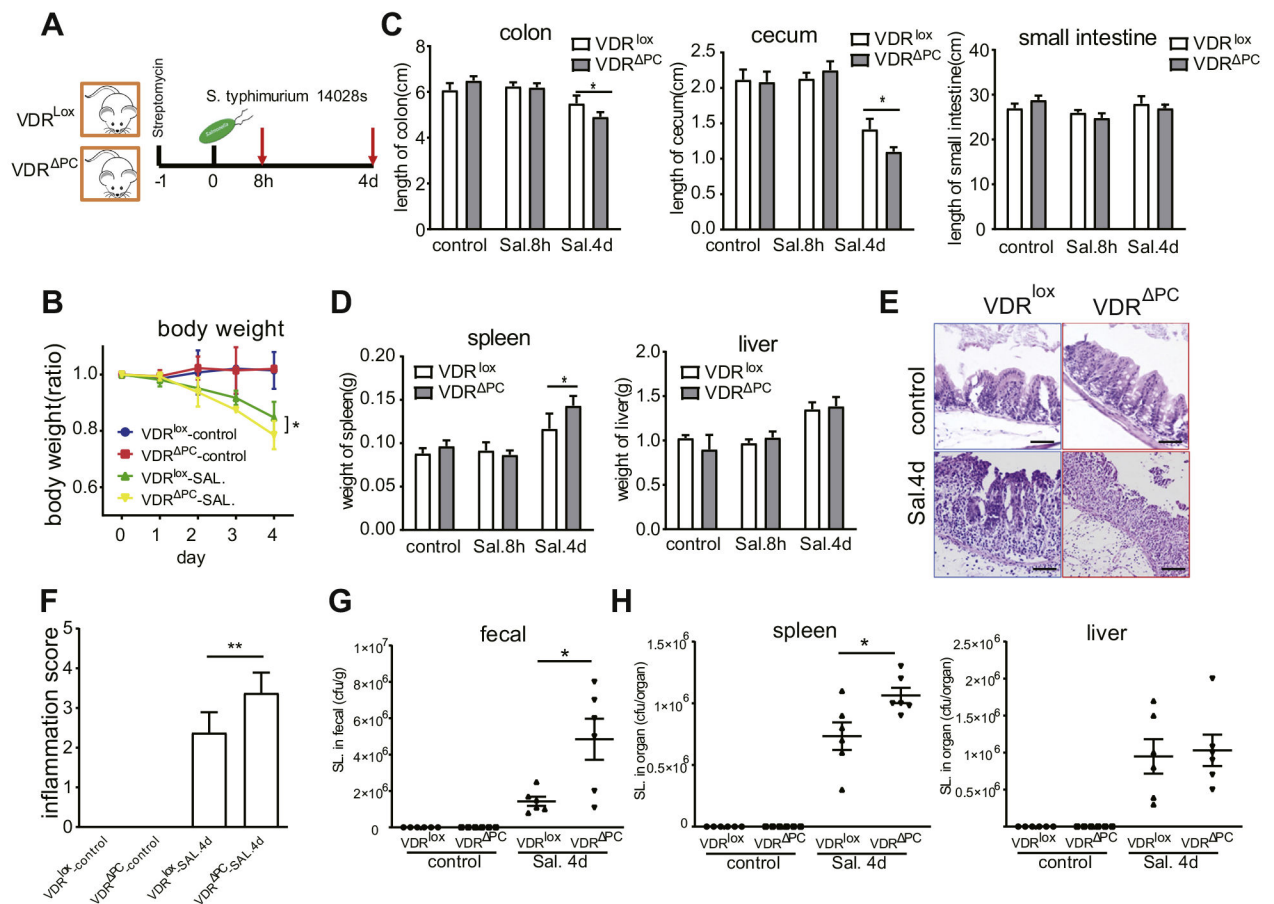 A
VDR^Lox
VDR^ΔPC
Streptomycin
S. typhimurium 14028s
-1 0 8h 4d
C
colon
VDR^lox
VDR^ΔPC
length of colon(cm)
8
6
4
2
0
*
control Sal.8h Sal.4d
cecum
VDR^lox
VDR^ΔPC
length of cecum(cm)
2.5
2.0
1.5
1.0
0.5
0.0
*
control Sal.8h Sal.4d
small intestine
VDR^lox
VDR^ΔPC
length of small intestine(cm)
40
30
20
10
0
control Sal.8h Sal.4d
B
body weight
body weight(ratio)
1.0
0.8
0.6
*
VDR^lox-control
VDR^ΔPC-control
VDR^lox-SAL.
VDR^ΔPC-SAL.
0 1 2 3 4
day
D
spleen
VDR^lox
VDR^ΔPC
weight of spleen(g)
0.20
0.15
0.10
0.05
0.00
*
control Sal.8h Sal.4d
liver
VDR^lox
VDR^ΔPC
weight of liver(g)
2.0
1.5
1.0
0.5
0.0
control Sal.8h Sal.4d
E
VDR^lox VDR^ΔPC
control
Sal.4d
F
inflammation score
5
4
3
2
1
0
**
VDR^lox-control
VDR^ΔPC-control
VDR^lox-SAL.4d
VDR^ΔPC-SAL.4d
G
fecal
SL. in fecal (cfu/g)
1×10^7
8×10^6
6×10^6
4×10^6
2×10^6
0
*
VDR^lox VDR^ΔPC VDR^lox VDR^ΔPC
control Sal. 4d
H
spleen
SL. in organ (cfu/organ)
1.5×10^6
1×10^6
0.5×10^6
0
*
VDR^lox VDR^ΔPC VDR^lox VDR^ΔPC
control Sal. 4d
liver
SL. in organ (cfu/organ)
2.5×10^6
2×10^6
1.5×10^6
1×10^6
0.5×10^6
0
VDR^lox VDR^ΔPC VDR^lox VDR^ΔPC
control Sal. 4d